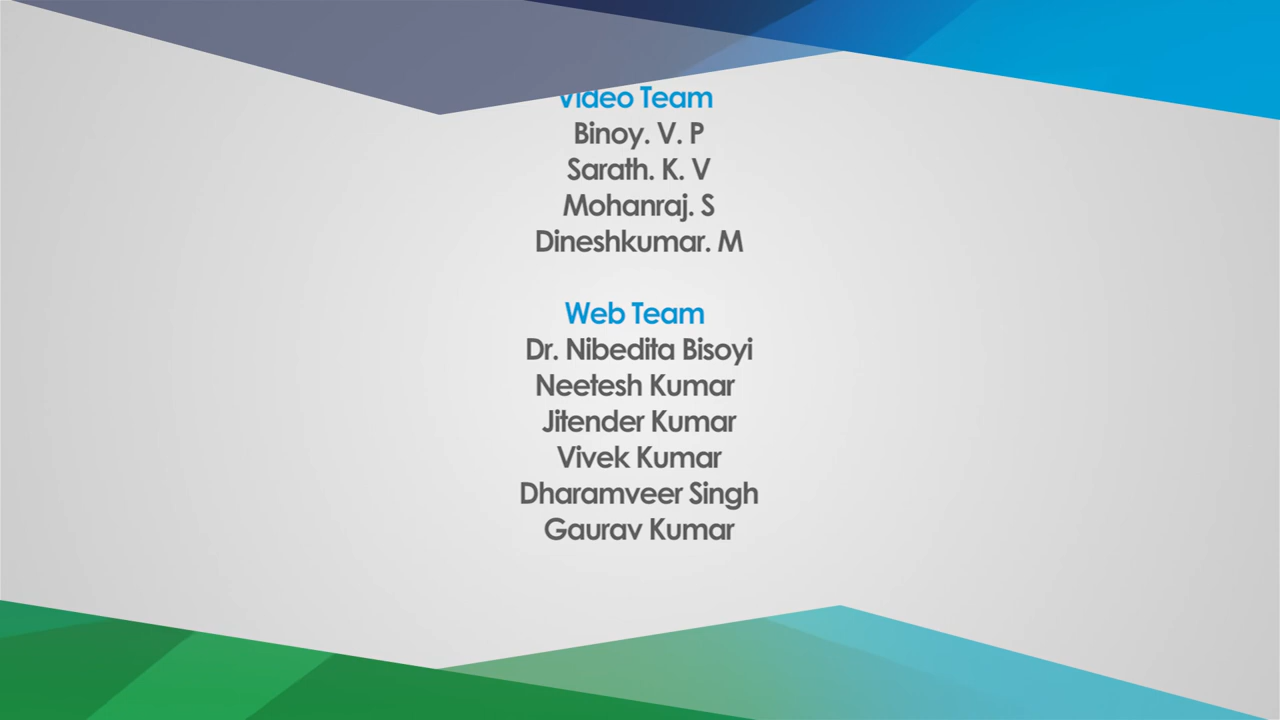 Video Team
Binoy. V. P
Sarath. K. V
Mohanraj. S
Dineshkumar. M
Web Team
Dr. Nibedita Bisoyi
Neetesh Kumar
Jitender Kumar
Vivek Kumar
Dharamveer Singh
Gaurav Kumar